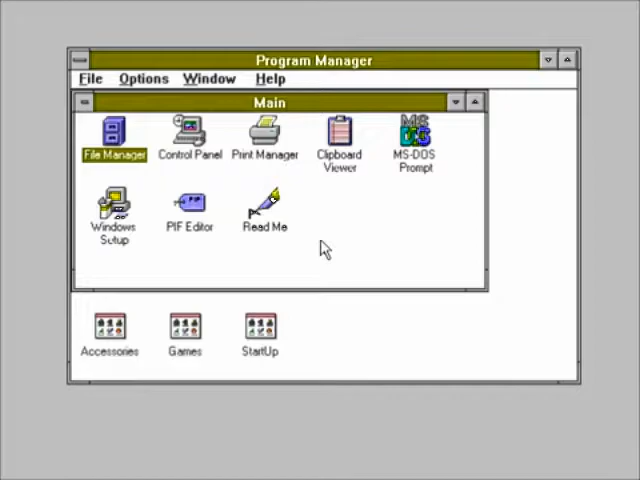 Program Manager
File Options Window Help
Main
File Manager Control Panel Print Manager Clipboard Viewer MS-DOS Prompt
Windows Setup PIF Editor Read Me
Accessories Games StartUp